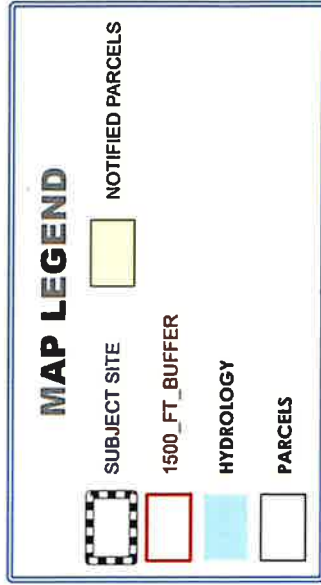 MAP LEGEND
SUBJECT SITE
1500_FT_BUFFER
HYDROLOGY
PARCELS
NOTIFIED PARCELS